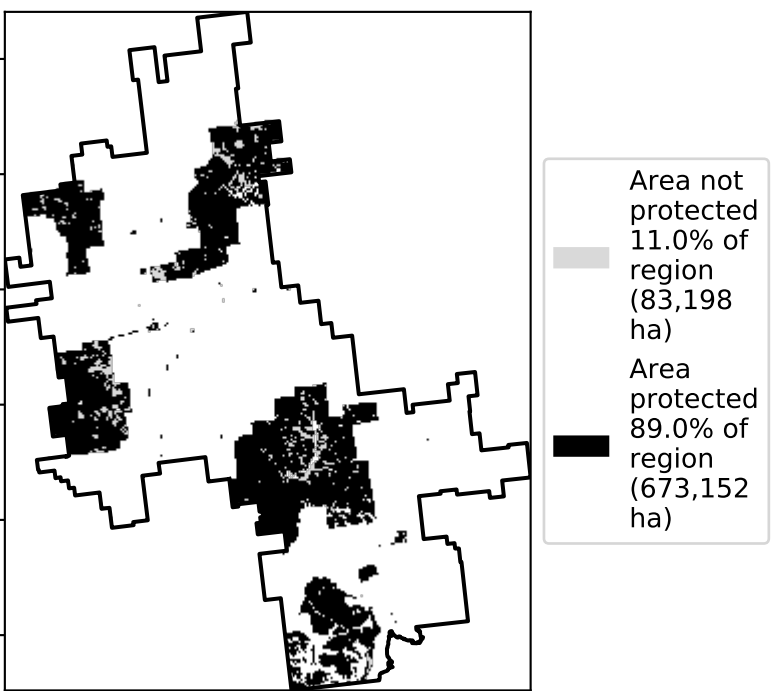 Area not
protected
11.0% of
region
(83,198
ha)
Area
protected
89.0% of
region
(673,152
ha)